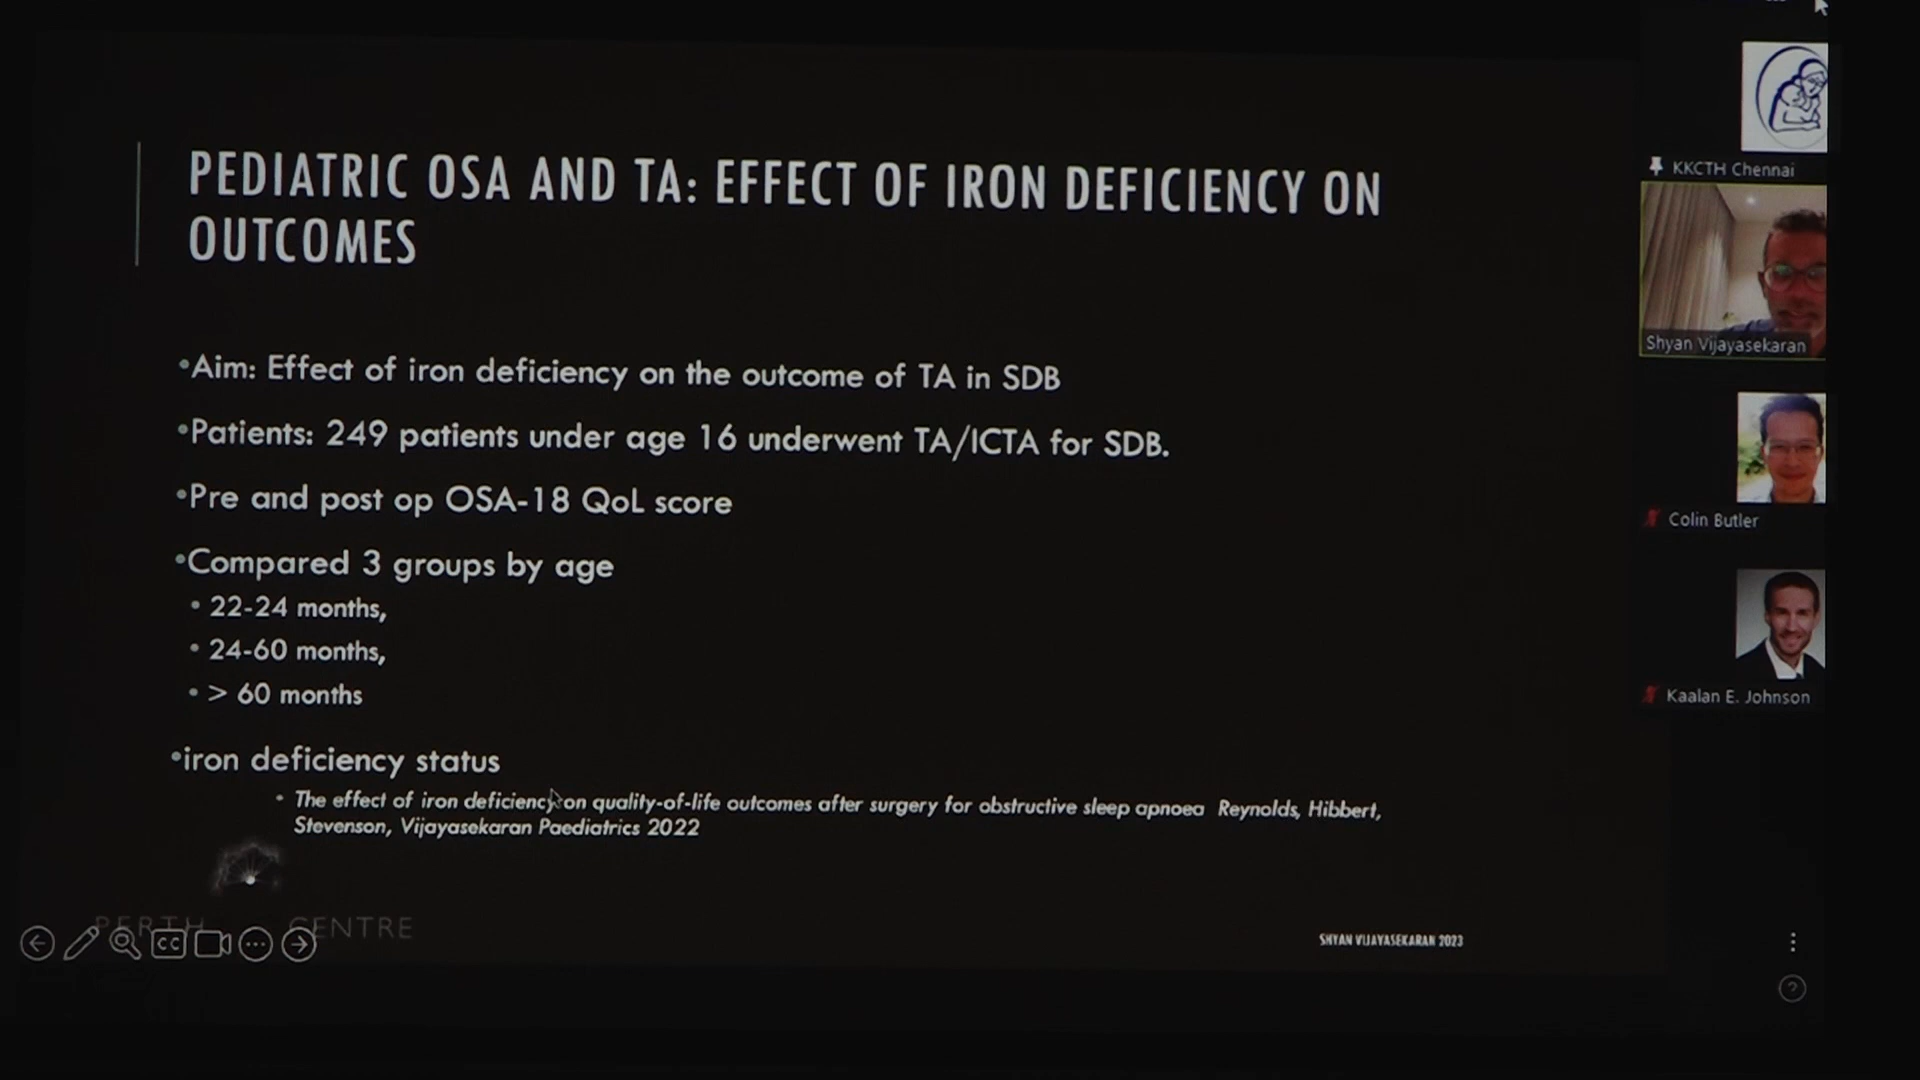 PEDIATRIC OSA AND TA: EFFECT OF IRON DEFICIENCY ON
OUTCOMES
•Aim: Effect of iron deficiency on the outcome of TA in SDB
•Patients: 249 patients under age 16 underwent TA/ICTA for SDB.
•Pre and post op OSA-18 QoL score
•Compared 3 groups by age
• 22-24 months,
• 24-60 months,
• > 60 months
•iron deficiency status
• The effect of iron deficiency on quality-of-life outcomes after surgery for obstructive sleep apnoea Reynolds, Hibbert,
Stevenson, Vijayasekaran Paediatrics 2022
PERTH CENTRE
CC
SHYAN VIJAYASEKARAN 2023
KKCTH Chennai
Shyan Vijayasekaran
Colin Butler
Kaalan E. Johnson